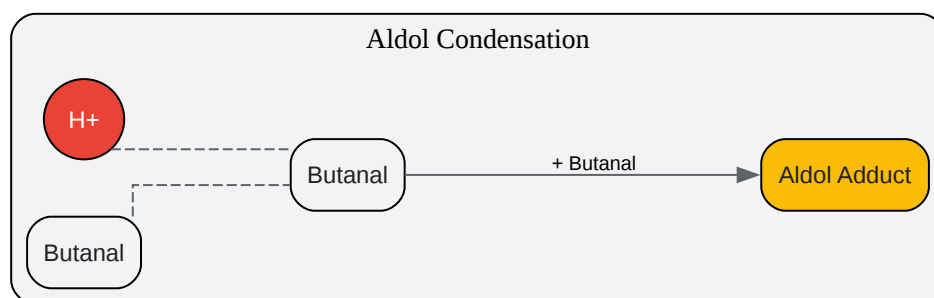 Aldol Condensation
H+
Butanal
+ Butanal
Aldol Adduct
Butanal